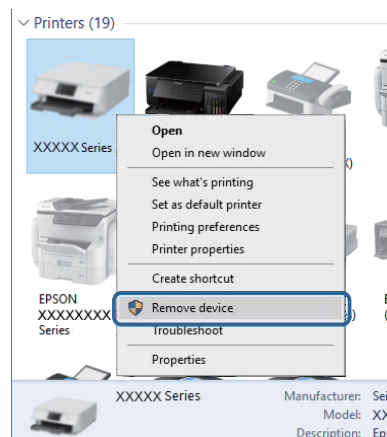 Printers (19)
XXXXX Series
Open
Open in new window
See what's printing
Set as default printer
Printing preferences
Printer properties
Create shortcut
Remove device
Troubleshoot
Properties
EPSON
XXXXXXXX
Series
XXXXX Series
Manufacturer:
Model:
Description: